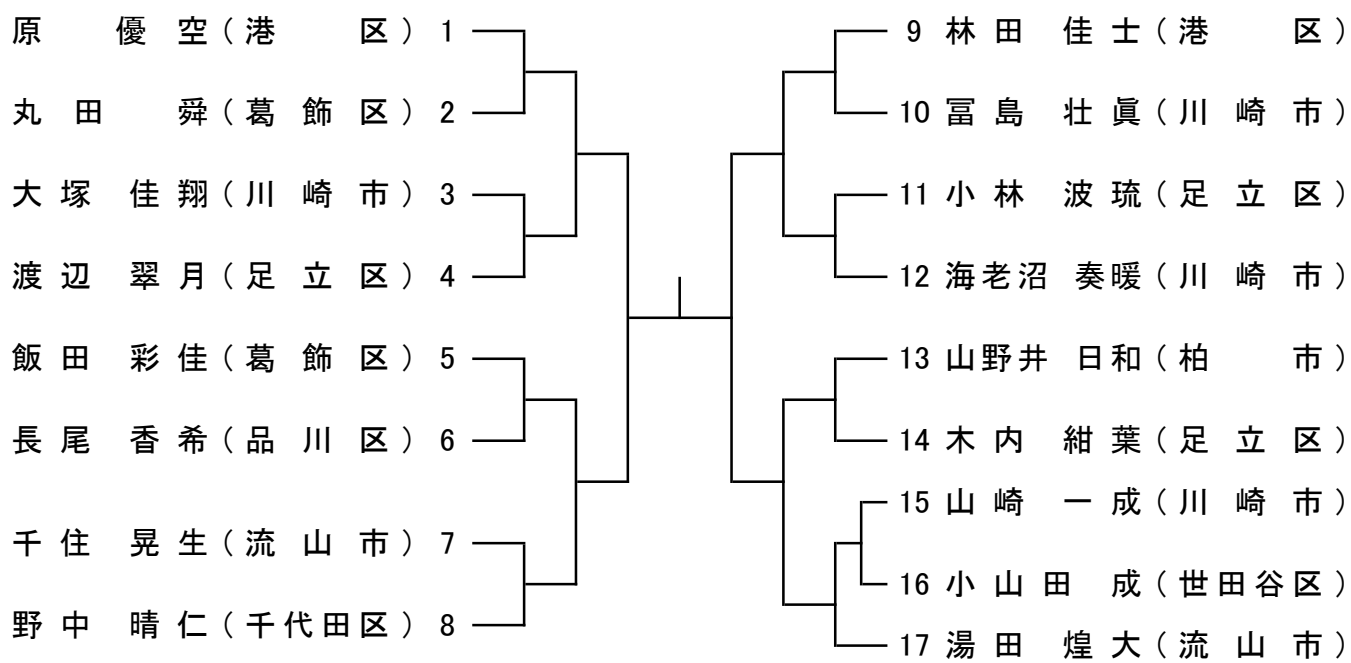 原 優空(港 区) 1
丸田 舜(葛飾区) 2
大塚 佳翔(川崎市) 3
渡辺 翠月(足立区) 4
飯田 彩佳(葛飾区) 5
長尾 香希(品川区) 6
千住 晃生(流山市) 7
野中 晴仁(千代田区) 8
9 林田 佳士(港 区)
10 冨島 壮眞(川崎市)
11 小林 波琉(足立区)
12 海老沼 奏暖(川崎市)
13 山野井 日和(柏 市)
14 木内 紺葉(足立区)
15 山崎 一成(川崎市)
16 小山田 成(世田谷区)
17 湯田 煌大(流山市)